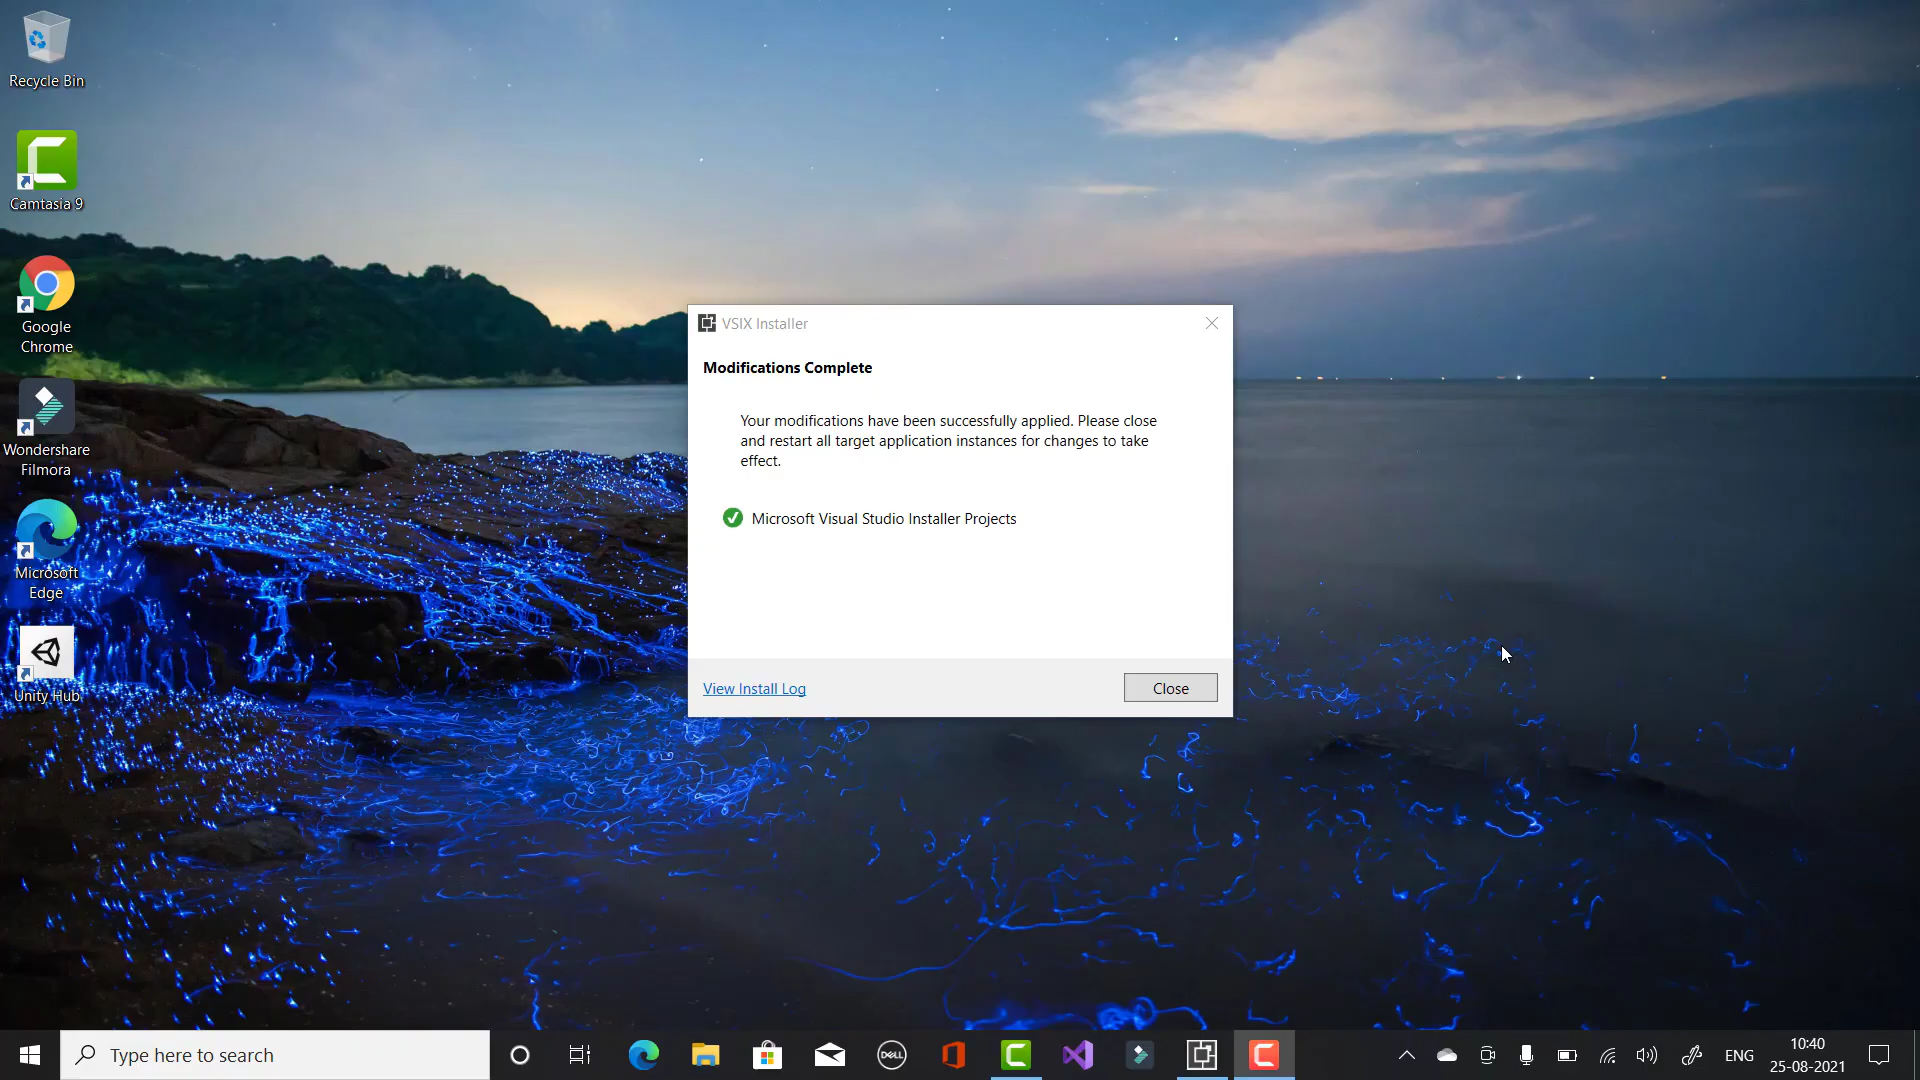 Recycle Bin
Camtasia 9
Google
Chrome
Wondershare
Filmora
Microsoft
Edge
Unity Hub
VSIX Installer
Modifications Complete
Your modifications have been successfully applied. Please close
and restart all target application instances for changes to take
effect.
Microsoft Visual Studio Installer Projects
View Install Log
Close
Type here to search
DELL
ENG
10:40
25-08-2021